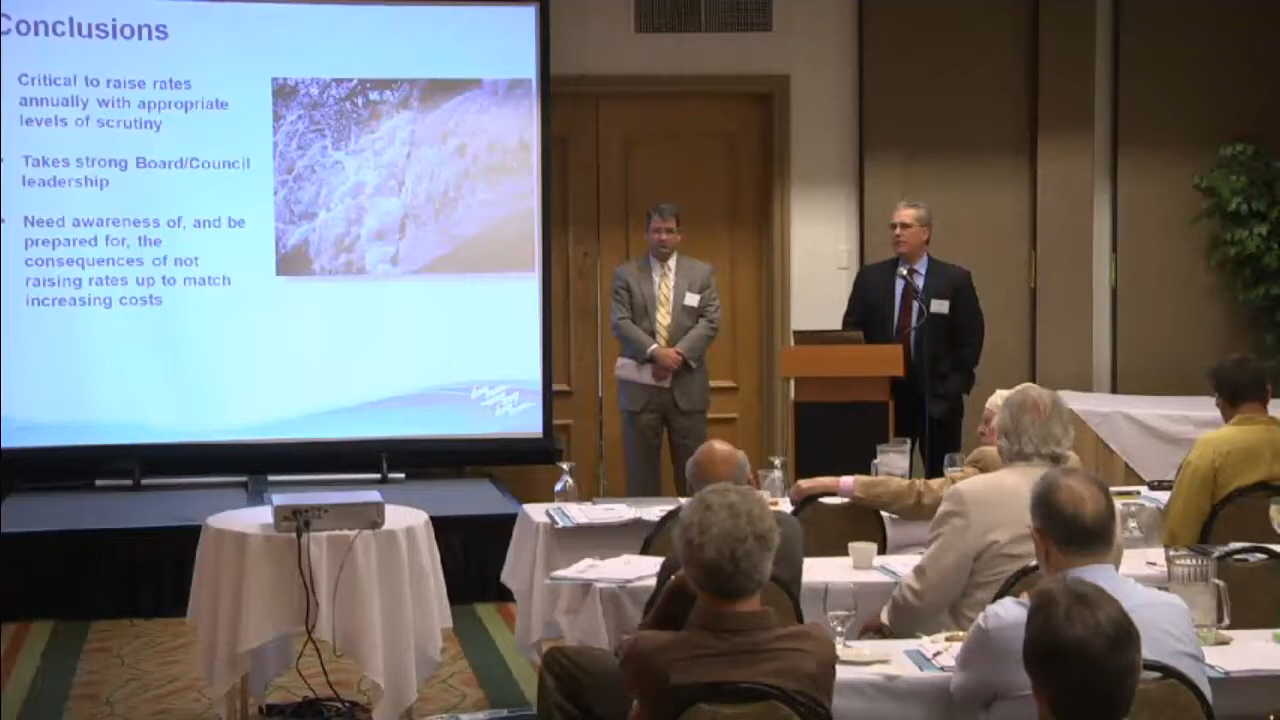 Conclusions
Critical to raise rates
annually with appropriate
levels of scrutiny
Takes strong Board/Council
leadership
Need awareness of, and be
prepared for, the
consequences of not
raising rates up to match
increasing costs